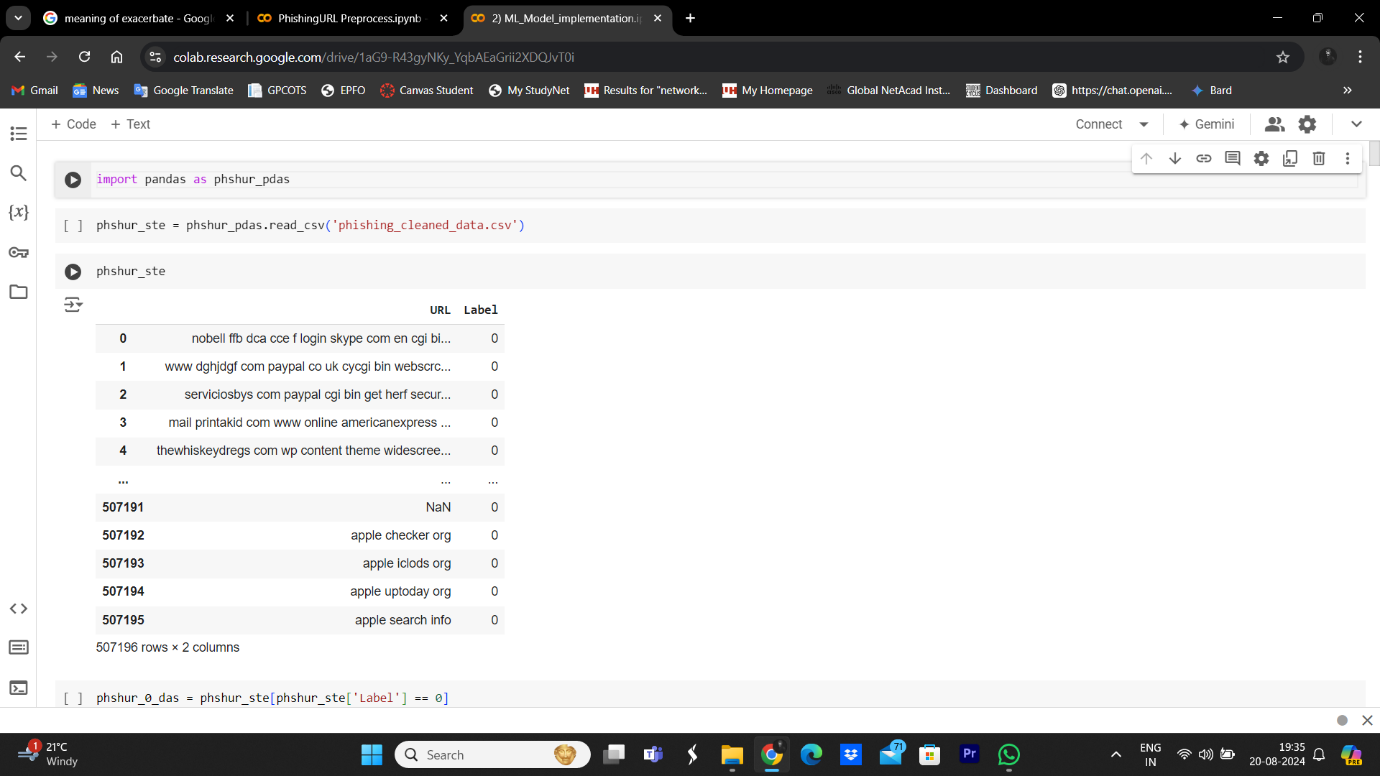 meaning of exacerbate - Googl
PhishingURL Preprocess.ipynb -
2) ML_Model_implementation.i
colab.research.google.com/drive/1aG9-R43gyNKy_YqbAEaGrii2XDQJvT0i
Gmail
News
Google Translate
GPCOTS
EPFO
Canvas Student
My StudyNet
Results for "network...
My Homepage
Global NetAcad Inst...
Dashboard
https://chat.openai....
Bard
+ Code + Text
Connect
Gemini
import pandas as phshur_pdas
[ ] phshur_ste = phshur_pdas.read_csv('phishing_cleaned_data.csv')
phshur_ste
URL Label
0 nobell ffb dca cce f login skype com en cgi bi... 0
1 www dghjdgf com paypal co uk cycgi bin webscrc... 0
2 serviciosbys com paypal cgi bin get herf secur... 0
3 mail printakid com www online americanexpress ... 0
4 thewhiskeydregs com wp content theme widescree... 0
... ... ...
507191 NaN 0
507192 apple checker org 0
507193 apple iclods org 0
507194 apple uptoday org 0
507195 apple search info 0
507196 rows × 2 columns
[ ] phshur_0_das = phshur_ste[phshur_ste['Label'] == 0]
1
21°C
Windy
Search
71
Pr
ENG
IN
19:35
20-08-2024
PRE